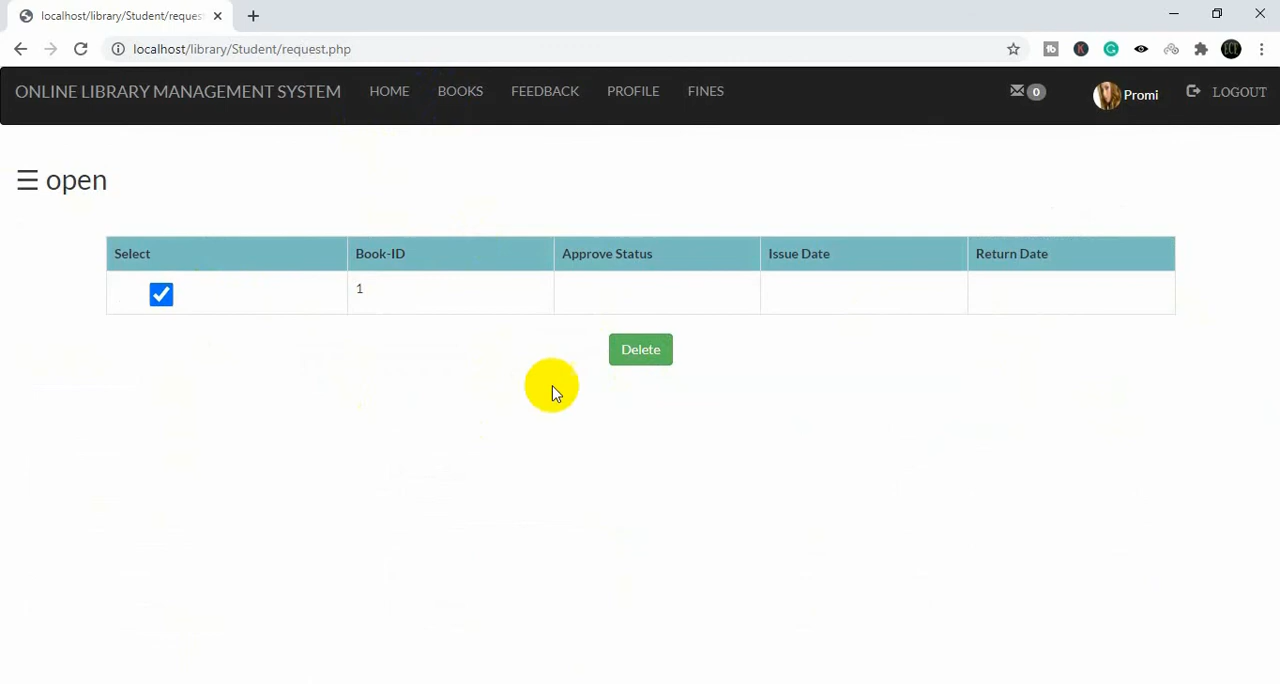 localhost/library/Student/reques
localhost/library/Student/request.php
ONLINE LIBRARY MANAGEMENT SYSTEM HOME BOOKS FEEDBACK PROFILE FINES 0 Promi LOGOUT
☰ open
Select Book-ID Approve Status Issue Date Return Date
1
Delete